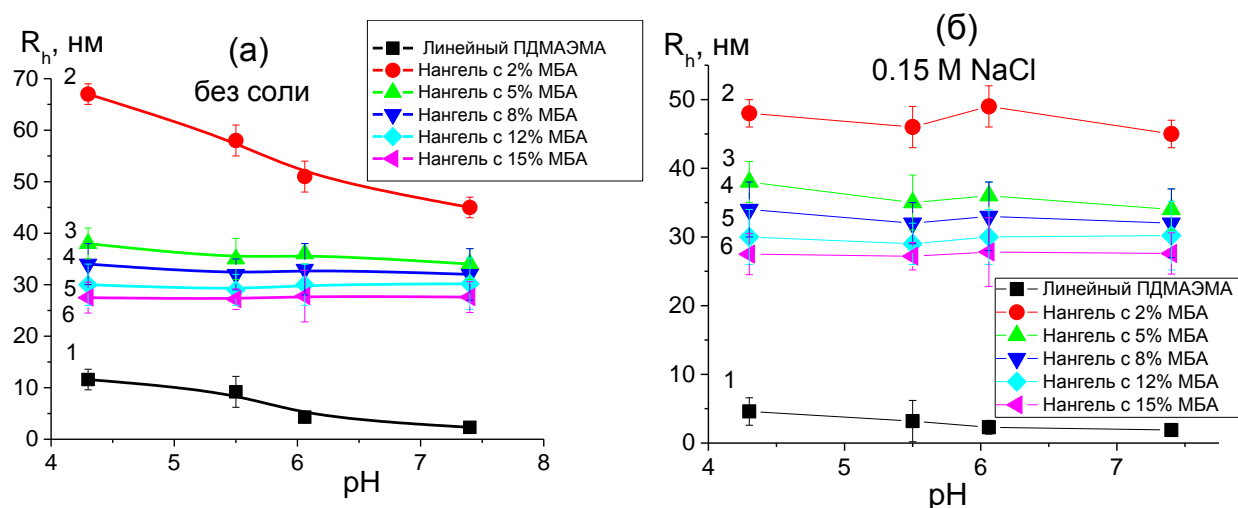 (а)
R_h, нм
без соли
Линейный ПДМАЭМА
Нангель с 2% МБА
Нангель с 5% МБА
Нангель с 8% МБА
Нангель с 12% МБА
Нангель с 15% МБА
70
60
50
40
30
20
10
0
2
3
4
5
6
1
4 5 6 7 8
pH
(б)
R_h, нм
0.15 М NaCl
50
40
30
20
10
0
2
3
4
5
6
1
Линейный ПДМАЭМА
Нангель с 2% МБА
Нангель с 5% МБА
Нангель с 8% МБА
Нангель с 12% МБА
Нангель с 15% МБА
4 5 6 7
pH